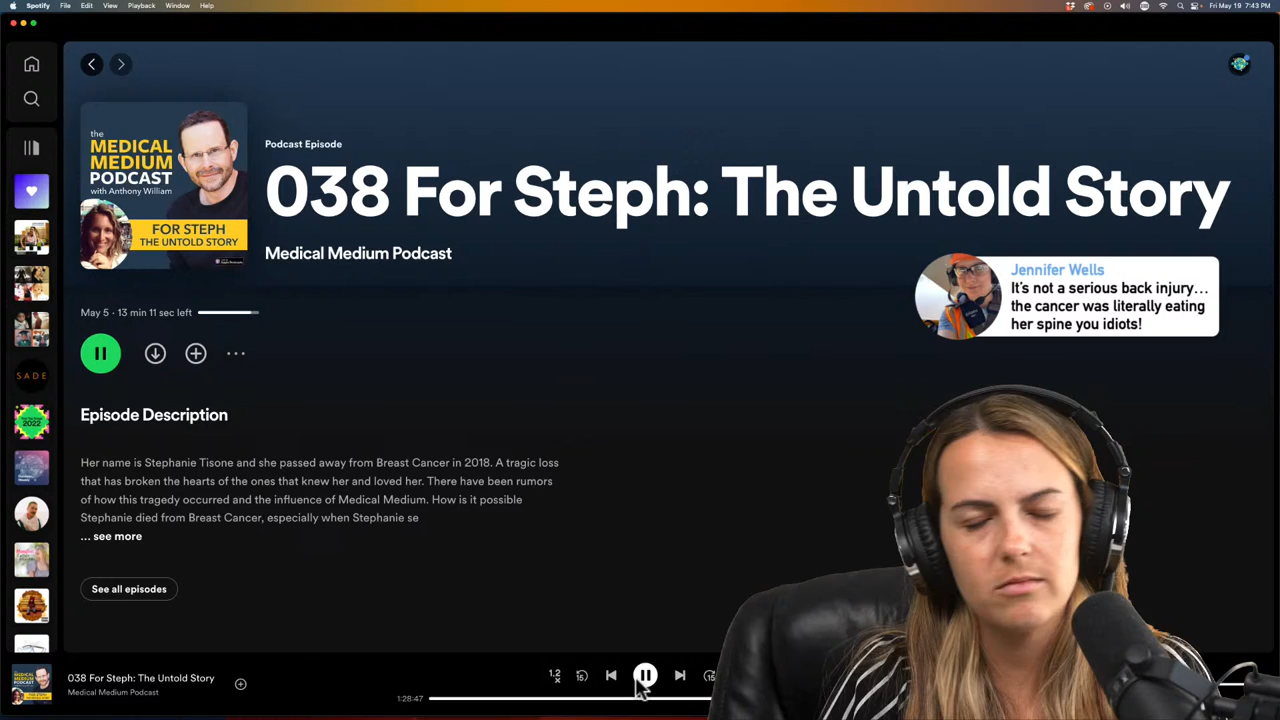 Spotify File Edit View Playback Window Help
Fri May 19 7:43 PM
the
MEDICAL
MEDIUM
PODCAST
with Anthony William
FOR STEPH
THE UNTOLD STORY
Podcast Episode
038 For Steph: The Untold Story
Medical Medium Podcast
Jennifer Wells
It's not a serious back injury...
the cancer was literally eating
her spine you idiots!
May 5 · 13 min 11 sec left
SADE
2022
Episode Description
Her name is Stephanie Tisone and she passed away from Breast Cancer in 2018. A tragic loss
that has broken the hearts of the ones that knew her and loved her. There have been rumors
of how this tragedy occurred and the influence of Medical Medium. How is it possible
Stephanie died from Breast Cancer, especially when Stephanie se
... see more
See all episodes
038 For Steph: The Untold Story
Medical Medium Podcast
1.2x
15
15
1:28:47